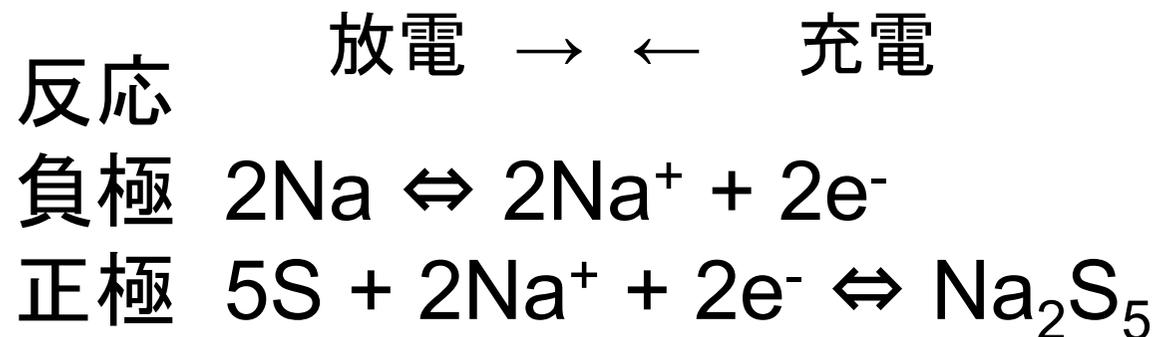 放電 → ← 充電
反応
負極 2Na ⇔ 2Na⁺ + 2e⁻
正極 5S + 2Na⁺ + 2e⁻ ⇔ Na₂S₅